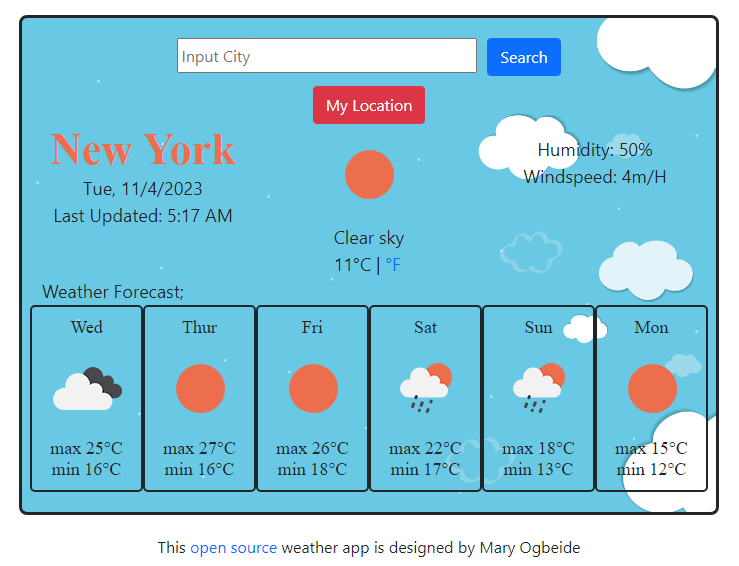 Input City
Search
My Location
New York
Tue, 11/4/2023
Last Updated: 5:17 AM
Clear sky
11°C | °F
Humidity: 50%
Windspeed: 4m/H
Weather Forecast;
Wed
max 25°C
min 16°C
Thur
max 27°C
min 16°C
Fri
max 26°C
min 18°C
Sat
max 22°C
min 17°C
Sun
max 18°C
min 13°C
Mon
max 15°C
min 12°C
This open source weather app is designed by Mary Ogbeide